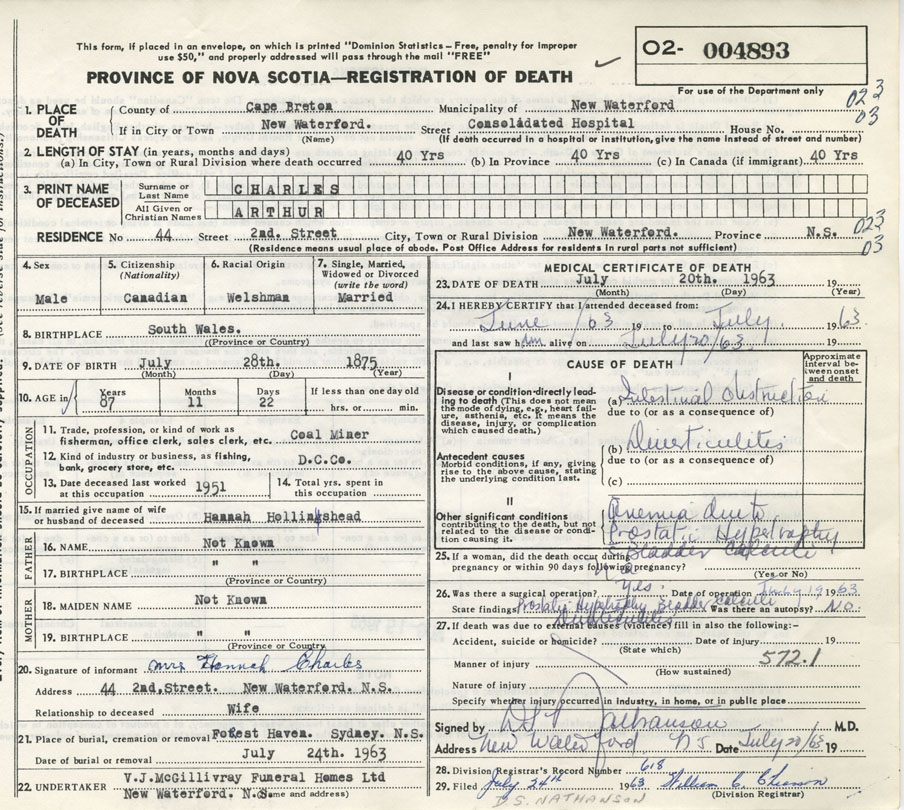 This form, if placed in an envelope, on which is printed "Dominion Statistics – Free, penalty for improper
use $50," and properly addressed will pass through the mail "FREE"
PROVINCE OF NOVA SCOTIA—REGISTRATION OF DEATH
O2- 004893
For use of the Department only
1. PLACE OF DEATH
County of Cape Breton Municipality of New Waterford
023
03
If in City or Town New Waterford. Street Consoládated Hospital House No.
(Name) (If death occurred in a hospital or institution, give the name instead of street and number)
2. LENGTH OF STAY (in years, months and days)
(a) In City, Town or Rural Division where death occurred 40 Yrs (b) In Province 40 Yrs (c) In Canada (if immigrant) 40 Yrs
3. PRINT NAME OF DECEASED
Surname or Last Name CHARLES
All Given or Christian Names ARTHUR
RESIDENCE No 44 Street 2nd. Street City, Town or Rural Division New Waterford. Province N.S.
023
03
(Residence means usual place of abode. Post Office Address for residents in rural parts not sufficient)
4. Sex
Male
5. Citizenship (Nationality)
Canadian
6. Racial Origin
Welshman
7. Single, Married, Widowed or Divorced (write the word)
Married
8. BIRTHPLACE South Wales.
(Province or Country)
9. DATE OF BIRTH July 28th. 1875
(Month) (Day) (Year)
10. AGE in Years 87 Months 11 Days 22 If less than one day old hrs. or min.
OCCUPATION
11. Trade, profession, or kind of work as fisherman, office clerk, sales clerk, etc. Coal Miner
12. Kind of industry or business, as fishing, bank, grocery store, etc. D.C.Co.
13. Date deceased last worked at this occupation 1951
14. Total yrs. spent in this occupation
15. If married give name of wife or husband of deceased Hannah Hollinshead
FATHER
16. NAME Not Known
17. BIRTHPLACE " "
(Province or Country)
MOTHER
18. MAIDEN NAME Not Known
19. BIRTHPLACE " "
(Province or Country)
20. Signature of informant Mrs Hannah Charles
Address 44 2nd. Street. New Waterford. N.S.
Relationship to deceased Wife
21. Place of burial, cremation or removal Forest Haven. Sydney. N.S.
Date of burial or removal July 24th. 1963
22. UNDERTAKER V.J.McGillivray Funeral Homes Ltd
New Waterford. N.S. (Name and address)
MEDICAL CERTIFICATE OF DEATH
23. DATE OF DEATH July 20th. 1963 19
(Month) (Day) (Year)
24. I HEREBY CERTIFY that I attended deceased from:
June /63 19 to July 1963.
and last saw him alive on July 20/63. 19
CAUSE OF DEATH
Approximate interval between onset and death
I
Disease or condition directly leading to death (This does not mean the mode of dying, e.g., heart failure, asthenia, etc. It means the disease, injury, or complication which caused death.)
(a) Intestinal obstruction
due to (or as a consequence of)
Antecedent causes
Morbid conditions, if any, giving rise to the above cause, stating the underlying condition last.
(b) Diverticulites
due to (or as a consequence of)
(c)
II
Other significant conditions
contributing to the death, but not related to the disease or condition causing it.
Anemia due to
Prostatic Hypertrophy
& Bladder Calculi
25. If a woman, did the death occur during pregnancy or within 90 days following pregnancy?
(Yes or No)
26. Was there a surgical operation? Yes. Date of operation July 19 1963
State findings Prostatic Hypertrophy Bladder Calculi Was there an autopsy? NO
Diverticulites
27. If death was due to external causes (violence) fill in also the following:–
Accident, suicide or homicide? Date of injury 19
(State which)
Manner of injury 572.1
(How sustained)
Nature of injury
Specify whether injury occurred in Industry, in home, or in public place
Signed by Nathanson M.D.
Address New Waterford NS Date July 20/63 19
28. Division Registrar's Record Number 618
29. Filed July 24th 1963 William C.
(Division Registrar)
S. NATHANSON